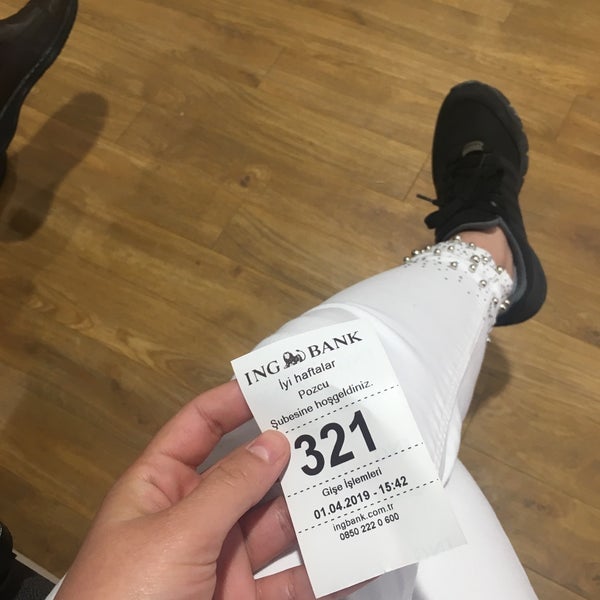 ING BANK
İyi haftalar
Pozcu
Şubesine hoşgeldiniz.
321
Gişe İşlemleri
01.04.2019 - 15:42
ingbank.com.tr
0850 222 0 600